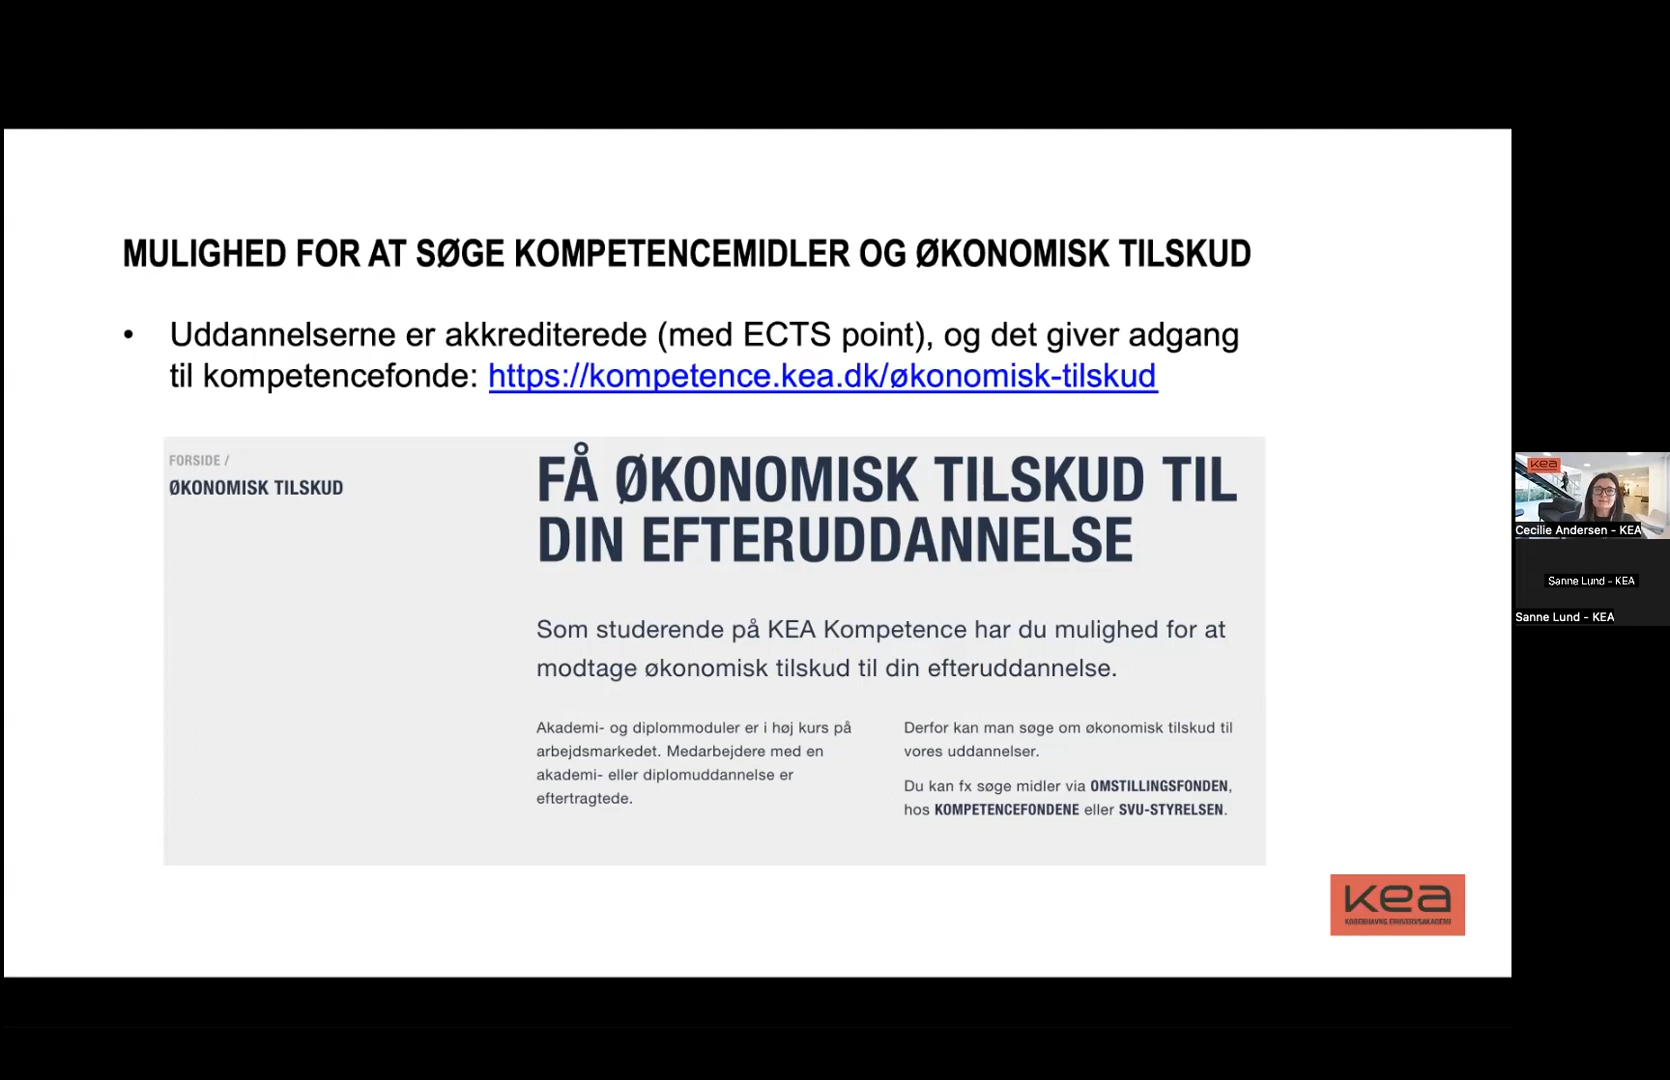 MULIGHED FOR AT SØGE KOMPETENCEMIDLER OG ØKONOMISK TILSKUD
• Uddannelserne er akkrediterede (med ECTS point), og det giver adgang
til kompetencefonde: https://kompetence.kea.dk/økonomisk-tilskud
FORSIDE /
ØKONOMISK TILSKUD
FÅ ØKONOMISK TILSKUD TIL
DIN EFTERUDDANNELSE
Som studerende på KEA Kompetence har du mulighed for at
modtage økonomisk tilskud til din efteruddannelse.
Akademi- og diplommoduler er i høj kurs på
arbejdsmarkedet. Medarbejdere med en
akademi- eller diplomuddannelse er
eftertragtede.
Derfor kan man søge om økonomisk tilskud til
vores uddannelser.
Du kan fx søge midler via OMSTILLINGSFONDEN,
hos KOMPETENCEFONDENE eller SVU-STYRELSEN.
kea
KØBENHAVNS ERHVERVSAKADEMI
kea
Cecilie Andersen - KEA
Sanne Lund - KEA
Sanne Lund - KEA